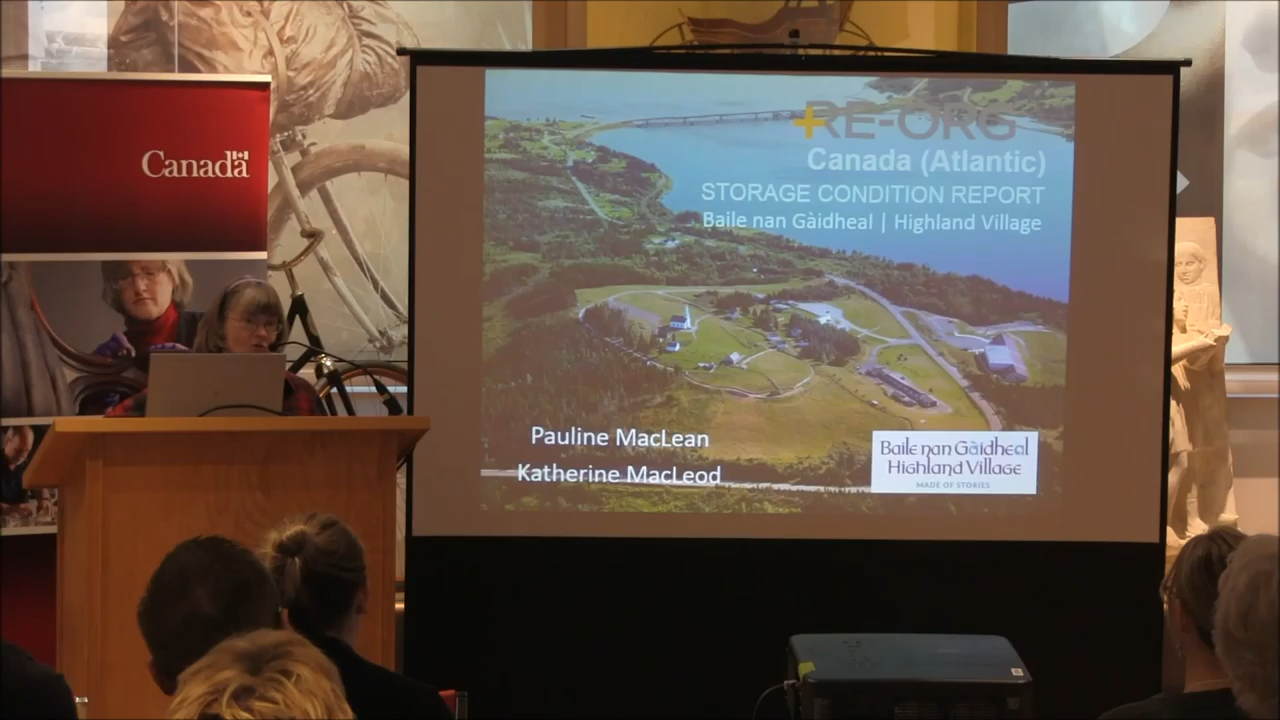 Canada
+RE-ORG
Canada (Atlantic)
STORAGE CONDITION REPORT
Baile nan Gàidheal | Highland Village
Pauline MacLean
Katherine MacLeod
Baile nan Gàidheal
Highland Village
MADE OF STORIES